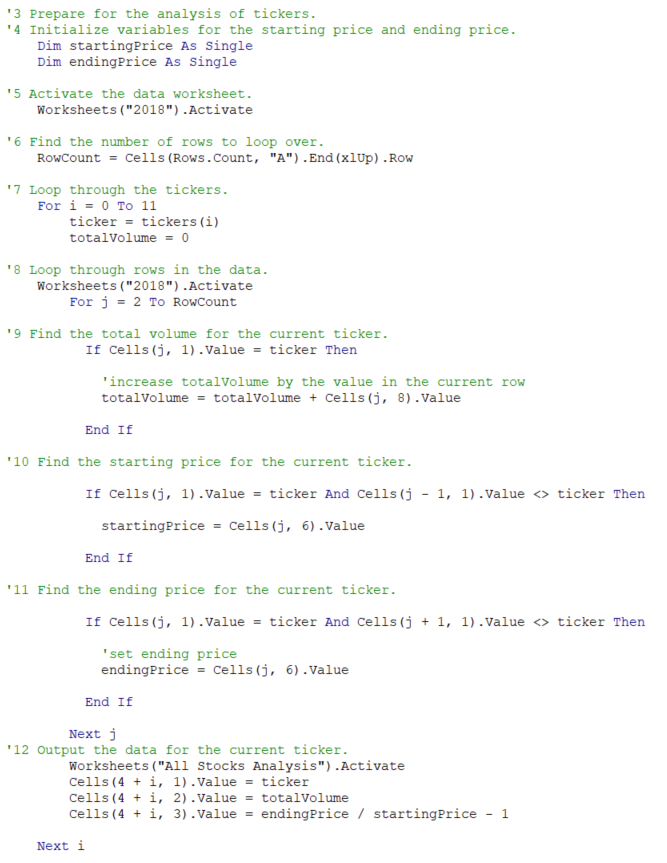 '3 Prepare for the analysis of tickers.
'4 Initialize variables for the starting price and ending price.
Dim startingPrice As Single
Dim endingPrice As Single
'5 Activate the data worksheet.
Worksheets("2018").Activate
'6 Find the number of rows to loop over.
RowCount = Cells(Rows.Count, "A").End(xlUp).Row
'7 Loop through the tickers.
For i = 0 To 11
ticker = tickers(i)
totalVolume = 0
'8 Loop through rows in the data.
Worksheets("2018").Activate
For j = 2 To RowCount
'9 Find the total volume for the current ticker.
If Cells(j, 1).Value = ticker Then
'increase totalVolume by the value in the current row
totalVolume = totalVolume + Cells(j, 8).Value
End If
'10 Find the starting price for the current ticker.
If Cells(j, 1).Value = ticker And Cells(j - 1, 1).Value <> ticker Then
startingPrice = Cells(j, 6).Value
End If
'11 Find the ending price for the current ticker.
If Cells(j, 1).Value = ticker And Cells(j + 1, 1).Value <> ticker Then
'set ending price
endingPrice = Cells(j, 6).Value
End If
Next j
'12 Output the data for the current ticker.
Worksheets("All Stocks Analysis").Activate
Cells(4 + i, 1).Value = ticker
Cells(4 + i, 2).Value = totalVolume
Cells(4 + i, 3).Value = endingPrice / startingPrice - 1
Next i